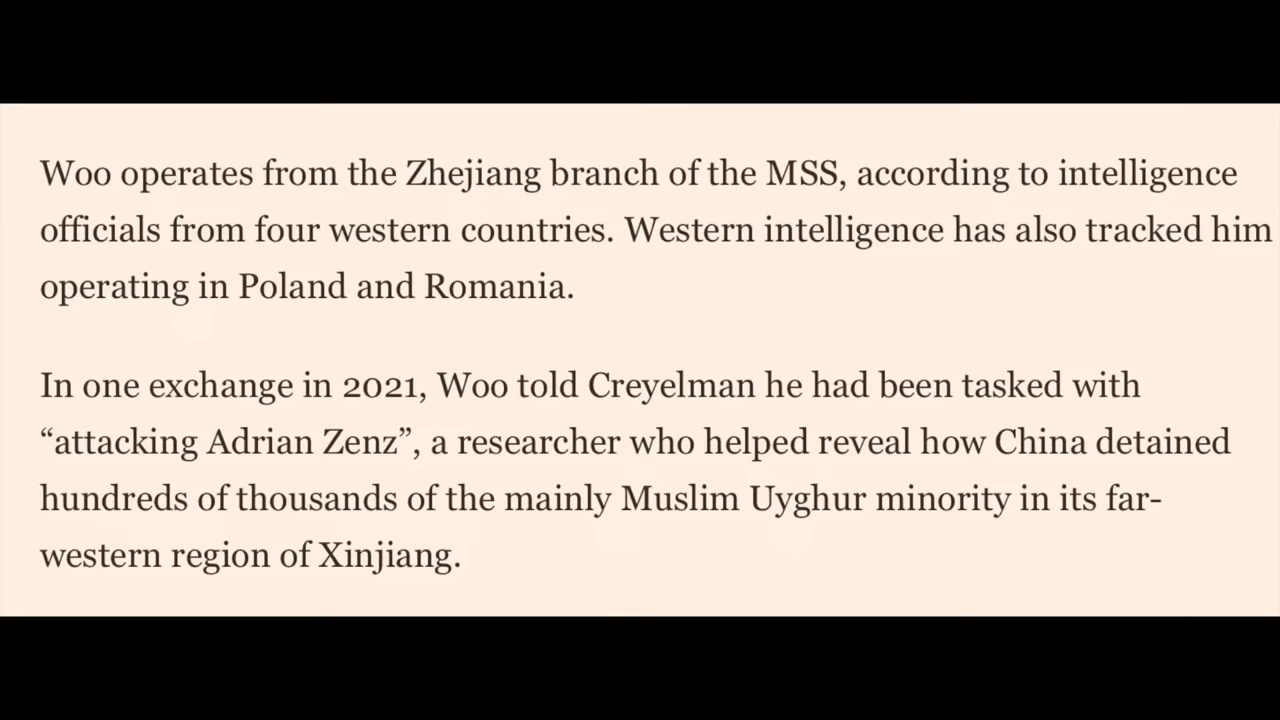 Woo operates from the Zhejiang branch of the MSS, according to intelligence
officials from four western countries. Western intelligence has also tracked him
operating in Poland and Romania.
In one exchange in 2021, Woo told Creyelman he had been tasked with
“attacking Adrian Zenz”, a researcher who helped reveal how China detained
hundreds of thousands of the mainly Muslim Uyghur minority in its far-
western region of Xinjiang.